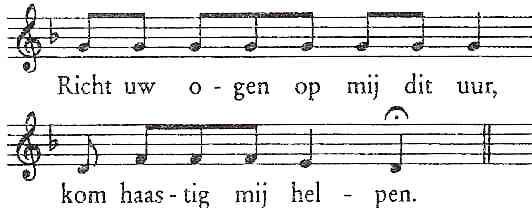 Richt uw o - gen op mij dit uur,
kom haas - tig mij hel - pen.